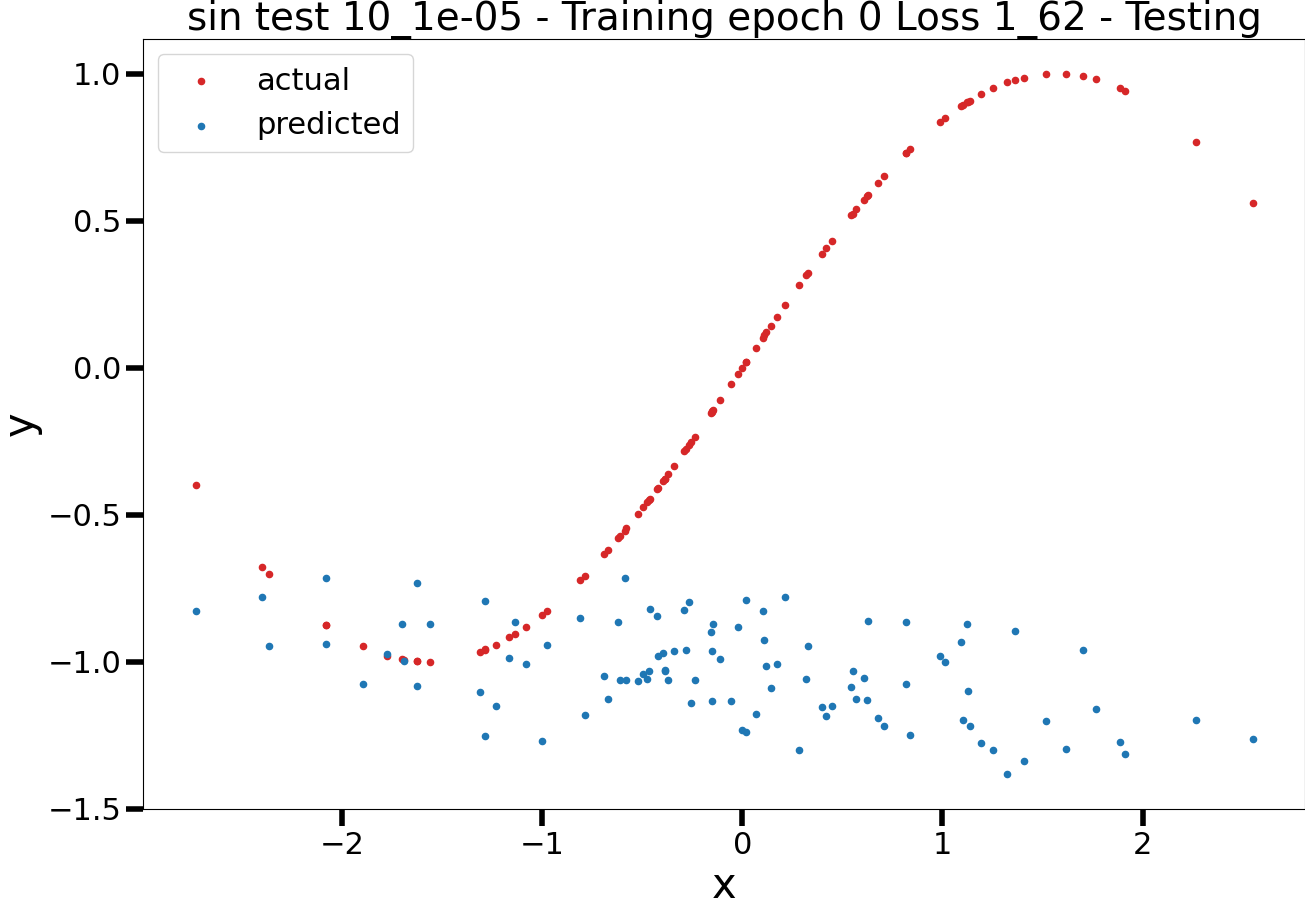 sin test 10_1e-05 - Training epoch 0 Loss 1_62 - Testing
actual
predicted
1.0
0.5
0.0
−0.5
−1.0
−1.5
y
−2
−1
0
1
2
x